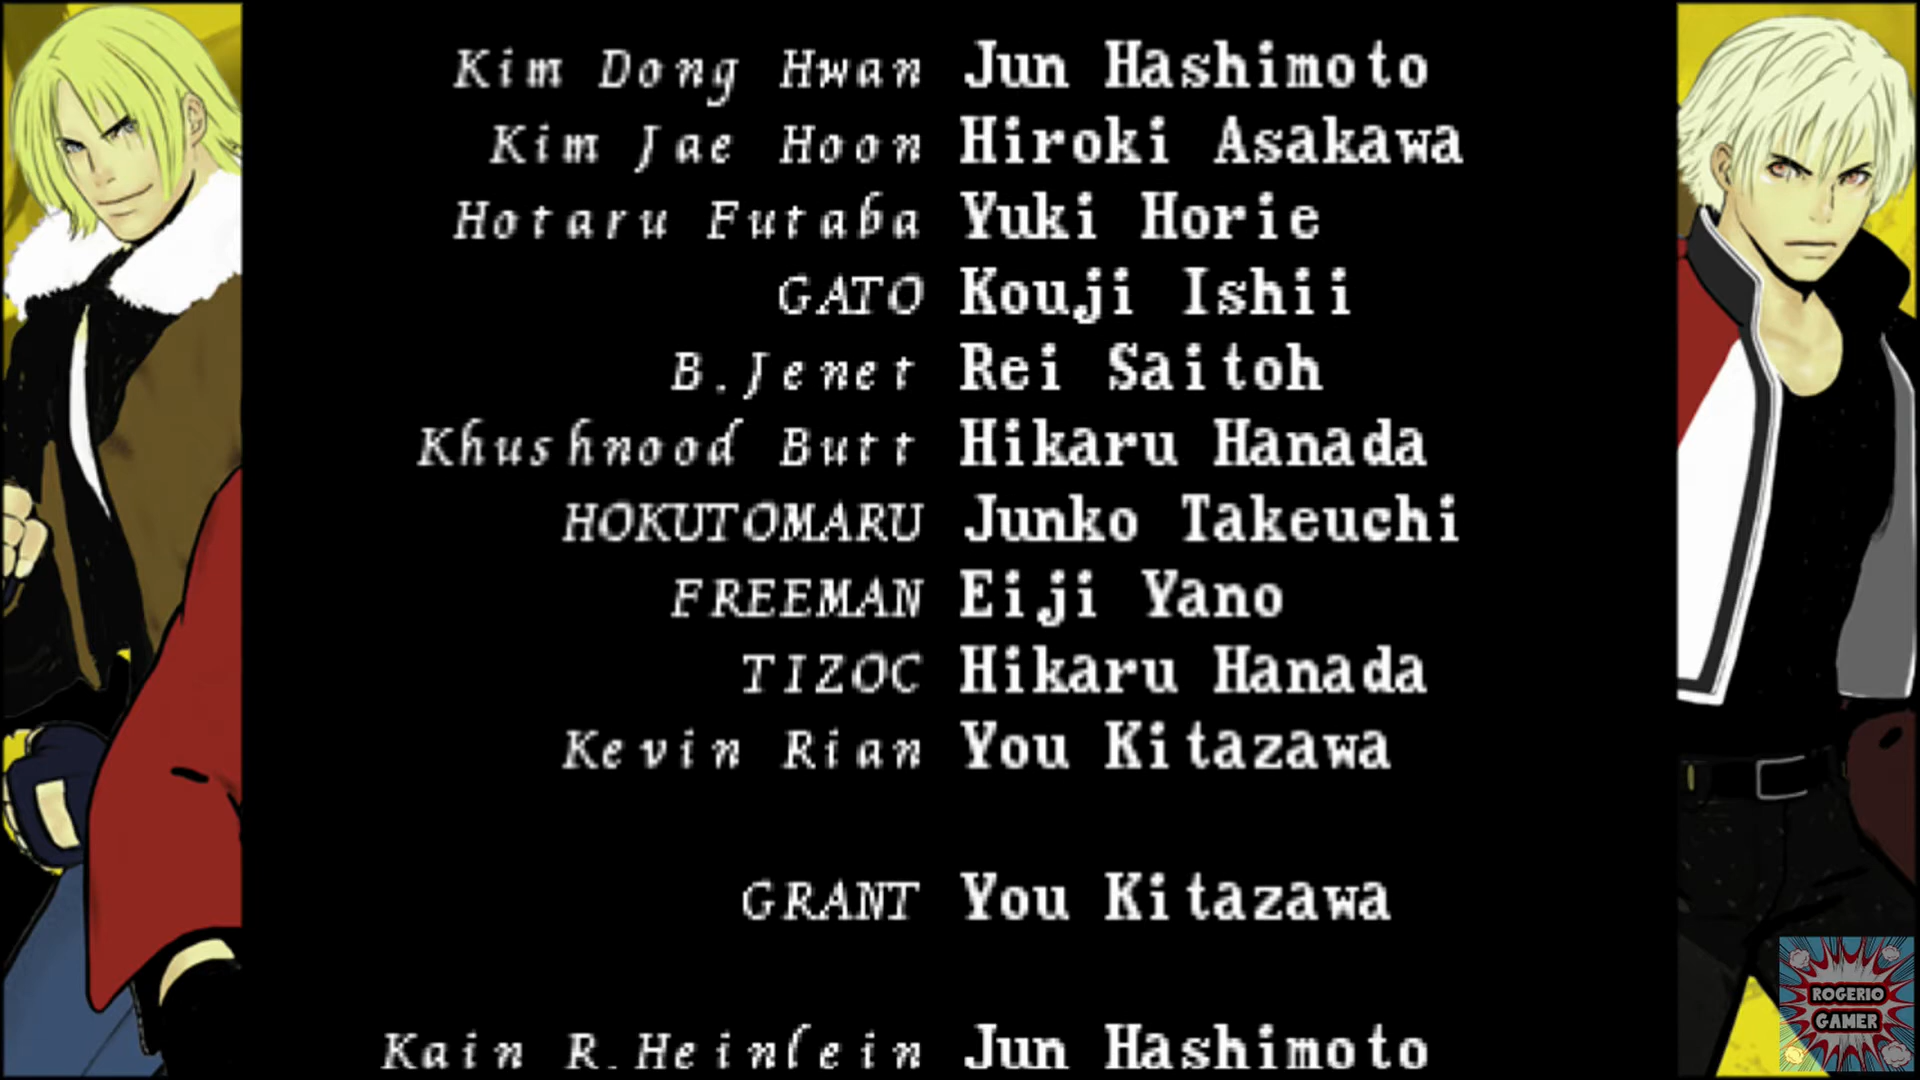 Kim Dong Hwan Jun Hashimoto
Kim Jae Hoon Hiroki Asakawa
Hotaru Futaba Yuki Horie
GATO Kouji Ishii
B.Jenet Rei Saitoh
Khushnood Butt Hikaru Hanada
HOKUTOMARU Junko Takeuchi
FREEMAN Eiji Yano
TIZOC Hikaru Hanada
Kevin Rian You Kitazawa
GRANT You Kitazawa
Kain R.Heinlein Jun Hashimoto
ROGERIO
GAMER